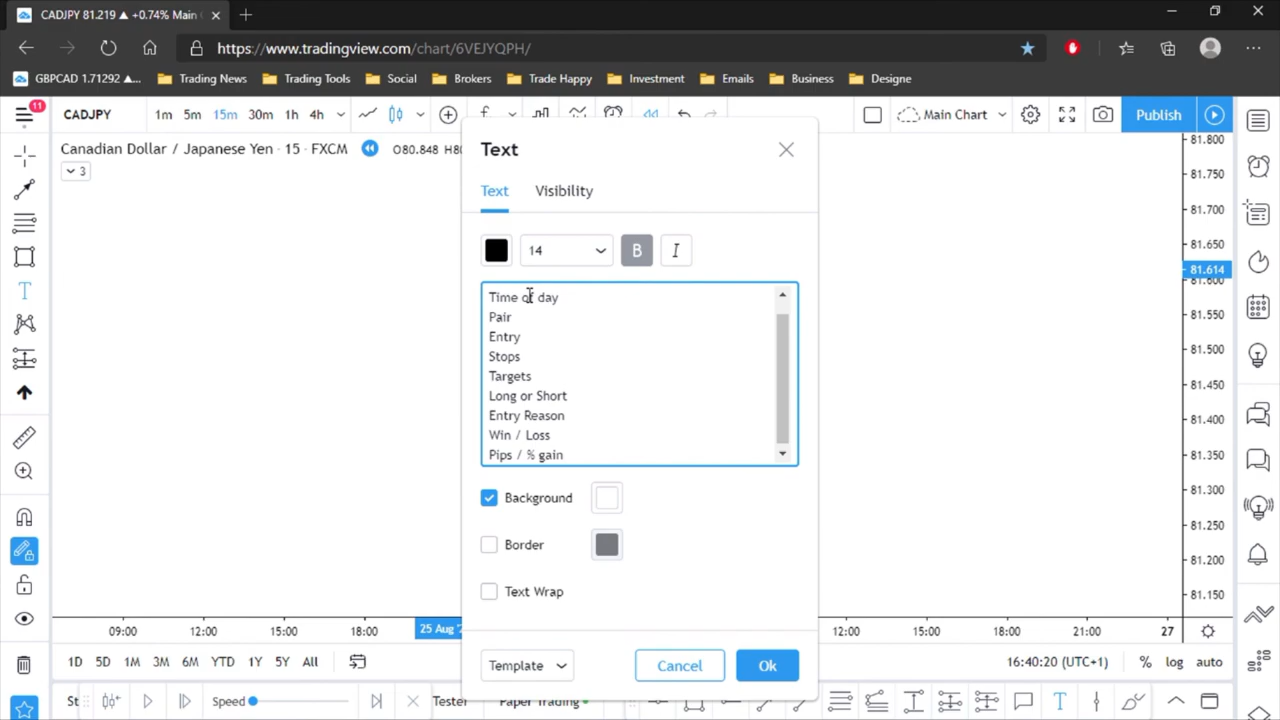 CADJPY 81.219 ▲ +0.74% Main
https://www.tradingview.com/chart/6VEJYQPH/
GBPCAD 1.71292 ▲... Trading News Trading Tools Social Brokers Trade Happy Investment Emails Business Designe
11
CADJPY 1m 5m 15m 30m 1h 4h Main Chart Publish
Canadian Dollar / Japanese Yen · 15 · FXCM O80.848
3
Text
Text Visibility
14 B I
Time of day
Pair
Entry
Stops
Targets
Long or Short
Entry Reason
Win / Loss
Pips / % gain
Background
Border
Text Wrap
Template Cancel Ok
81.800
81.750
81.700
81.650
81.614
81.600
81.550
81.500
81.450
81.400
81.350
81.300
81.250
81.200
81.150
09:00 12:00 15:00 18:00 25 Aug 12:00 15:00 18:00 21:00 27
1D 5D 1M 3M 6M YTD 1Y 5Y All 16:40:20 (UTC+1) % log auto
St Speed Tester Paper Trading